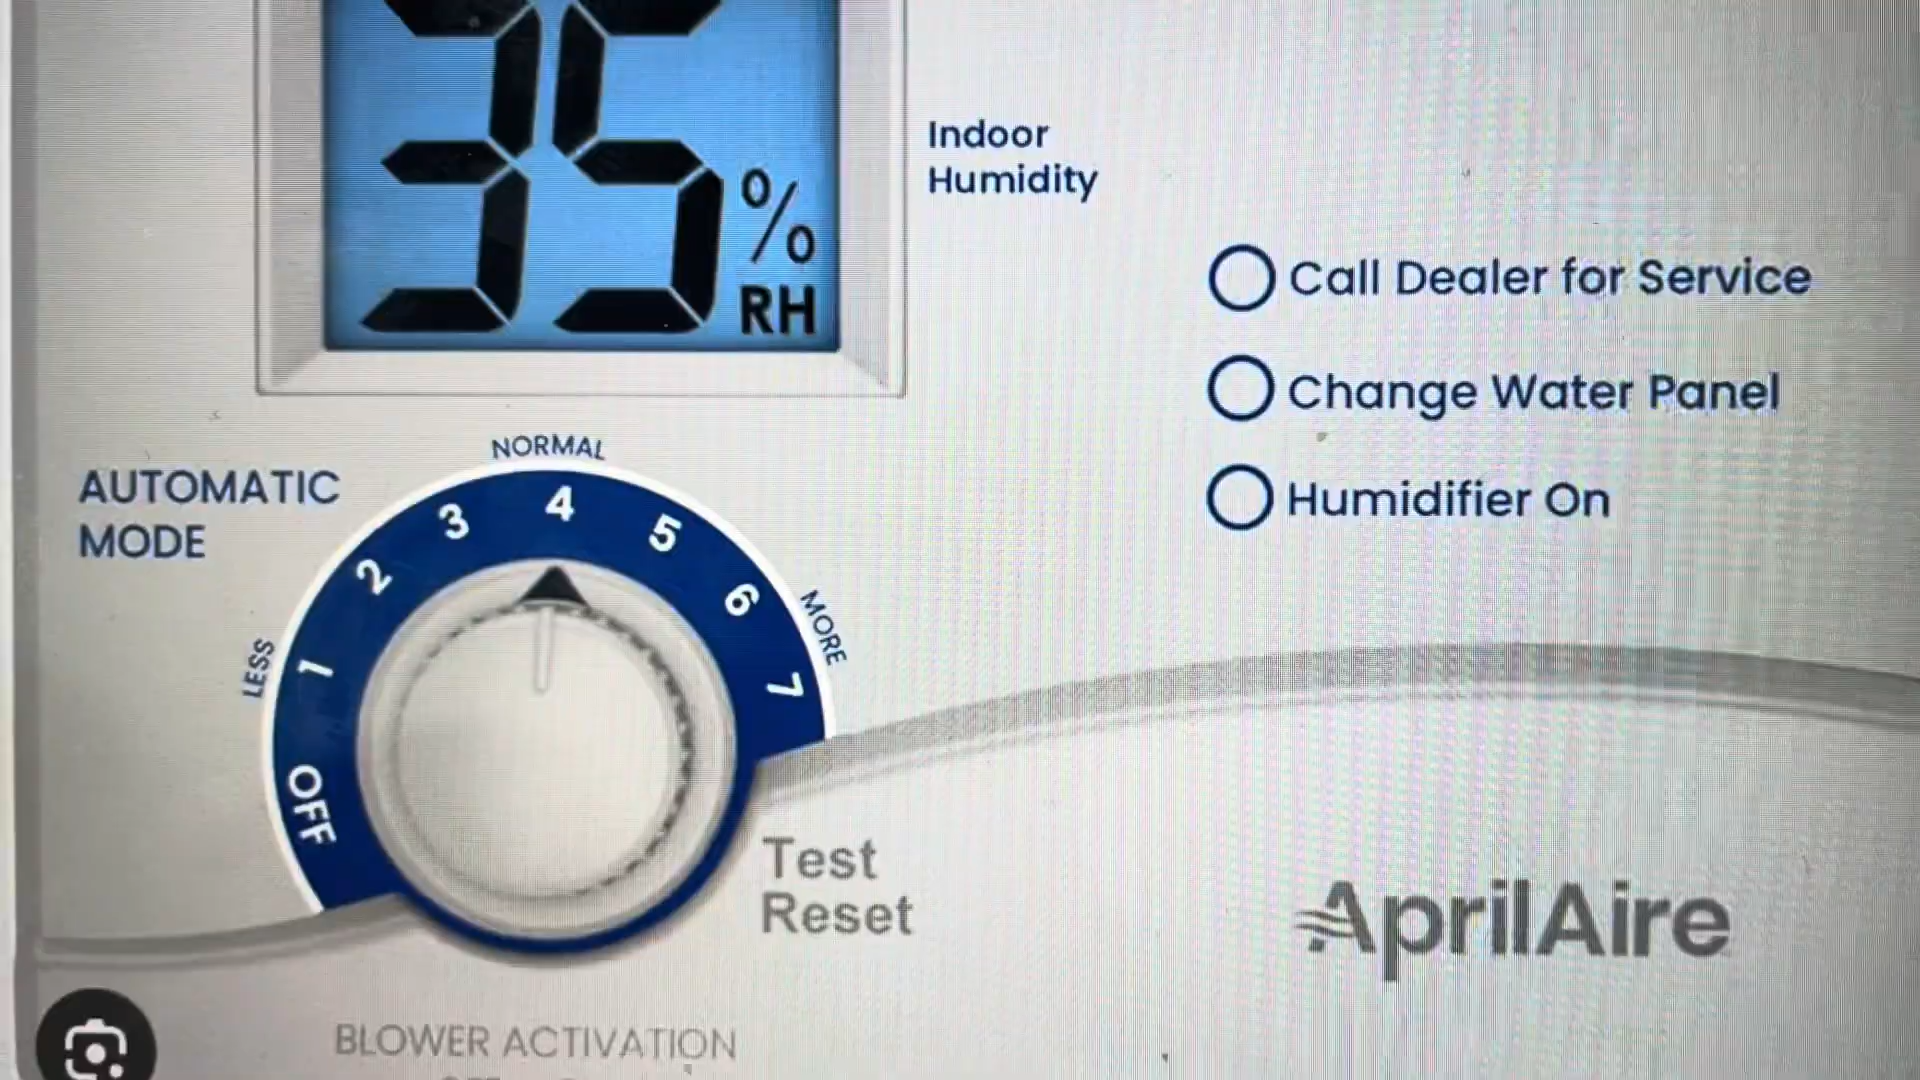 35
%
RH
Indoor
Humidity
Call Dealer for Service
Change Water Panel
Humidifier On
AUTOMATIC
MODE
NORMAL
LESS
MORE
OFF 1 2 3 4 5 6 7
Test
Reset
AprilAire
BLOWER ACTIVATION